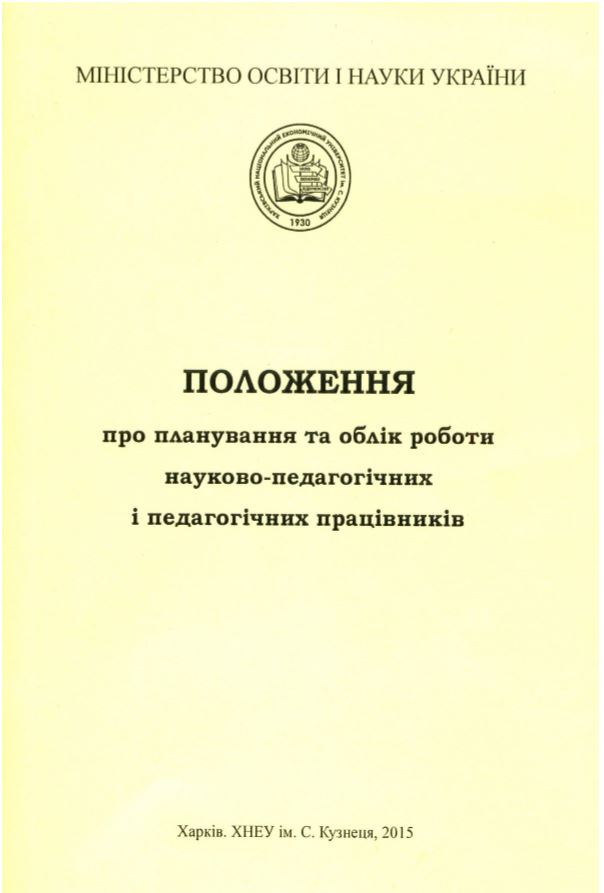 МІНІСТЕРСТВО ОСВІТИ І НАУКИ УКРАЇНИ
ХАРКІВСЬКИЙ НАЦІОНАЛЬНИЙ ЕКОНОМІЧНИЙ УНІВЕРСИТЕТ ІМ. С. КУЗНЕЦЯ
1930
ПОЛОЖЕННЯ
про планування та облік роботи
науково-педагогічних
і педагогічних працівників
Харків. ХНЕУ ім. С. Кузнеця, 2015